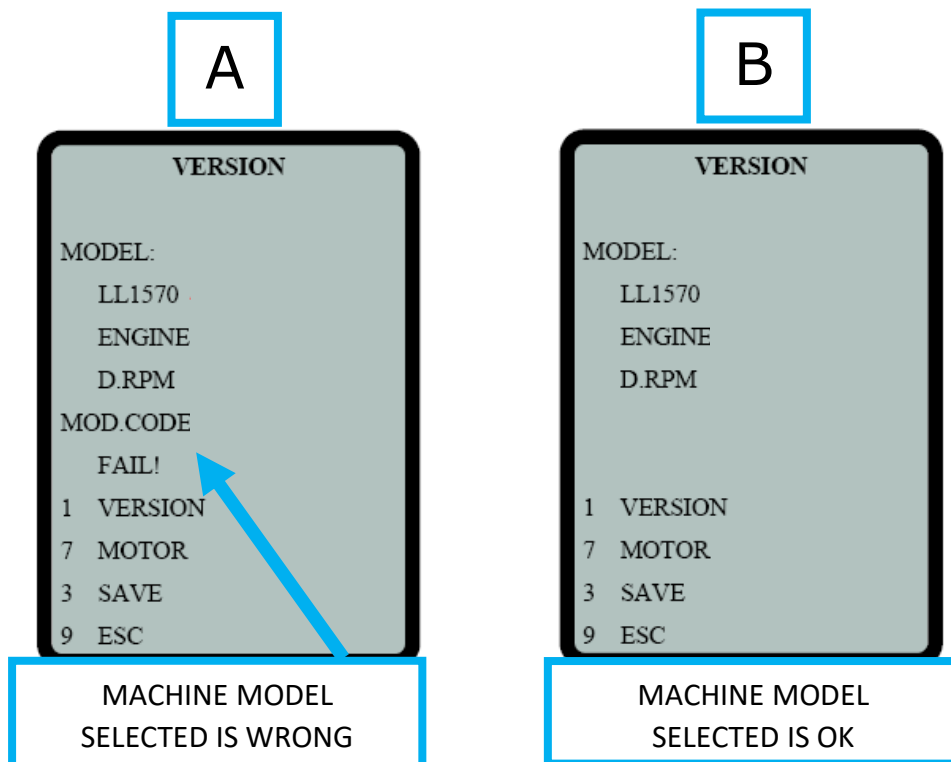 A
VERSION
MODEL:
LL1570
ENGINE
D.RPM
MOD.CODE
FAIL!
1 VERSION
7 MOTOR
3 SAVE
9 ESC
MACHINE MODEL
SELECTED IS WRONG
B
VERSION
MODEL:
LL1570
ENGINE
D.RPM
1 VERSION
7 MOTOR
3 SAVE
9 ESC
MACHINE MODEL
SELECTED IS OK